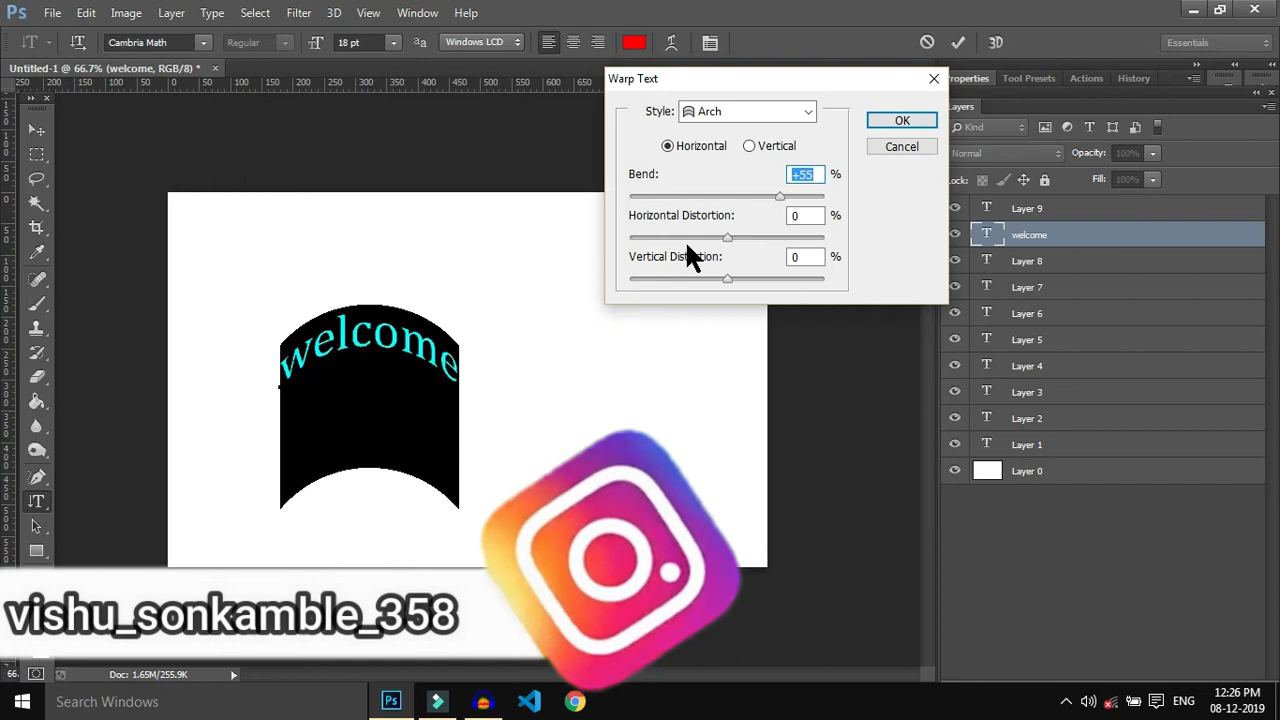 Ps File Edit Image Layer Type Select Filter 3D View Window Help
Cambria Math Regular 18 pt Windows LCD 3D Essentials
Untitled-1 @ 66.7% (welcome, RGB/8) *
Warp Text
Style: Arch
OK
Horizontal Vertical
Cancel
Bend: +55 %
Horizontal Distortion: 0 %
Vertical Distortion: 0 %
Properties Tool Presets Actions History
Layers
Kind
Normal Opacity: 100%
Lock: Fill: 100%
Layer 9
welcome
Layer 8
Layer 7
Layer 6
Layer 5
Layer 4
Layer 3
Layer 2
Layer 1
Layer 0
welcome
vishu_sonkamble_358
66. Doc: 1.65M/255.9K
Search Windows
Ps
ENG
12:26 PM
08-12-2019